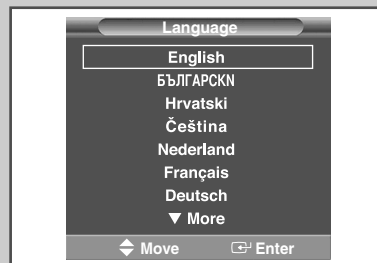 Language
English
БЪЛГАРСКN
Hrvatski
Čeština
Nederland
Français
Deutsch
▼ More
Move Enter